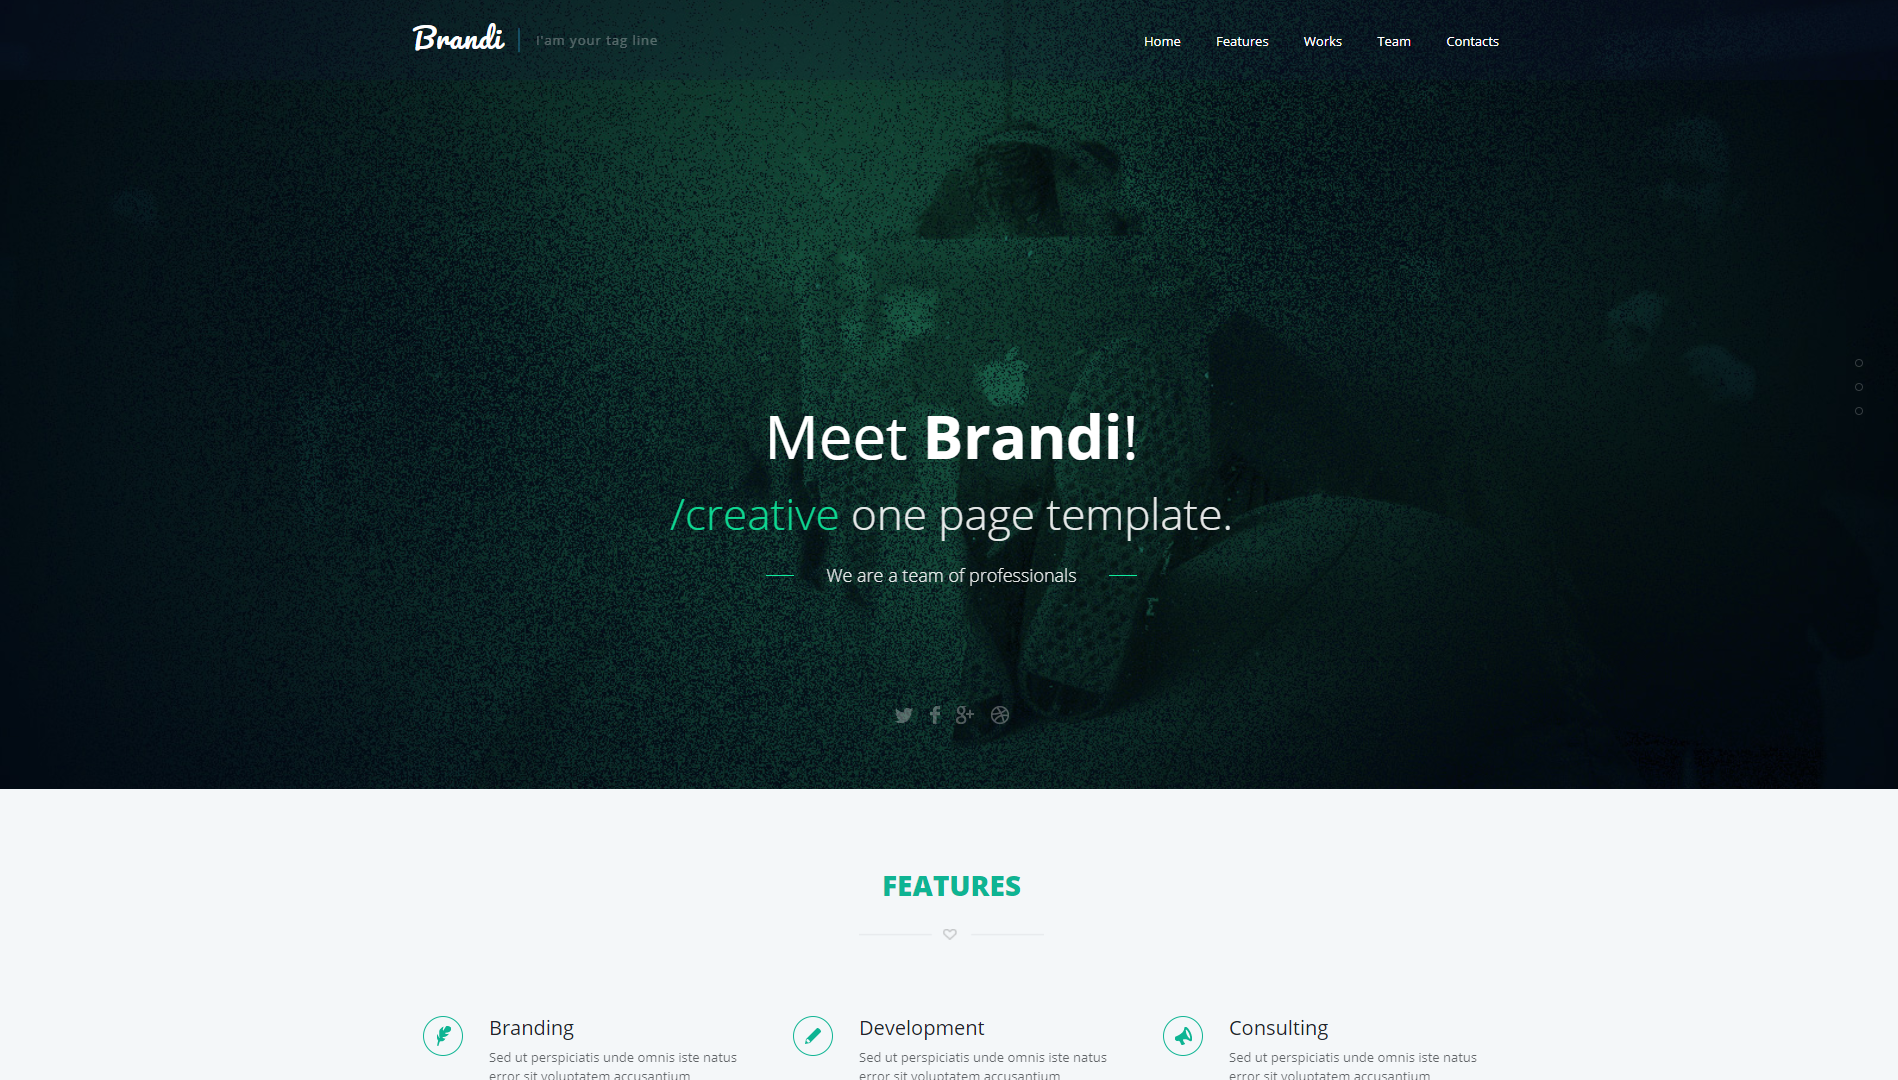 Brandi
I'am your tag line
Home
Features
Works
Team
Contacts
Meet Brandi!
/creative one page template.
We are a team of professionals
FEATURES
Branding
Sed ut perspiciatis unde omnis iste natus
error sit voluptatem accusantium
Development
Sed ut perspiciatis unde omnis iste natus
error sit voluptatem accusantium
Consulting
Sed ut perspiciatis unde omnis iste natus
error sit voluptatem accusantium